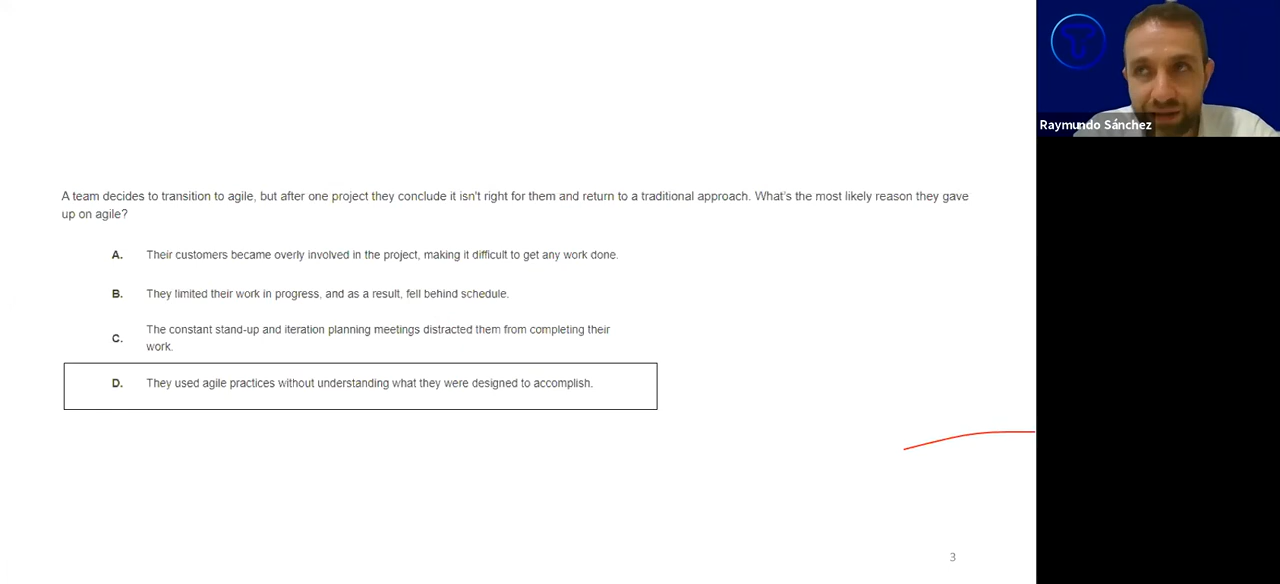 A team decides to transition to agile, but after one project they conclude it isn't right for them and return to a traditional approach. What's the most likely reason they gave
up on agile?
A. Their customers became overly involved in the project, making it difficult to get any work done.
B. They limited their work in progress, and as a result, fell behind schedule.
C. The constant stand-up and iteration planning meetings distracted them from completing their
work.
D. They used agile practices without understanding what they were designed to accomplish.
3
T
Raymundo Sánchez